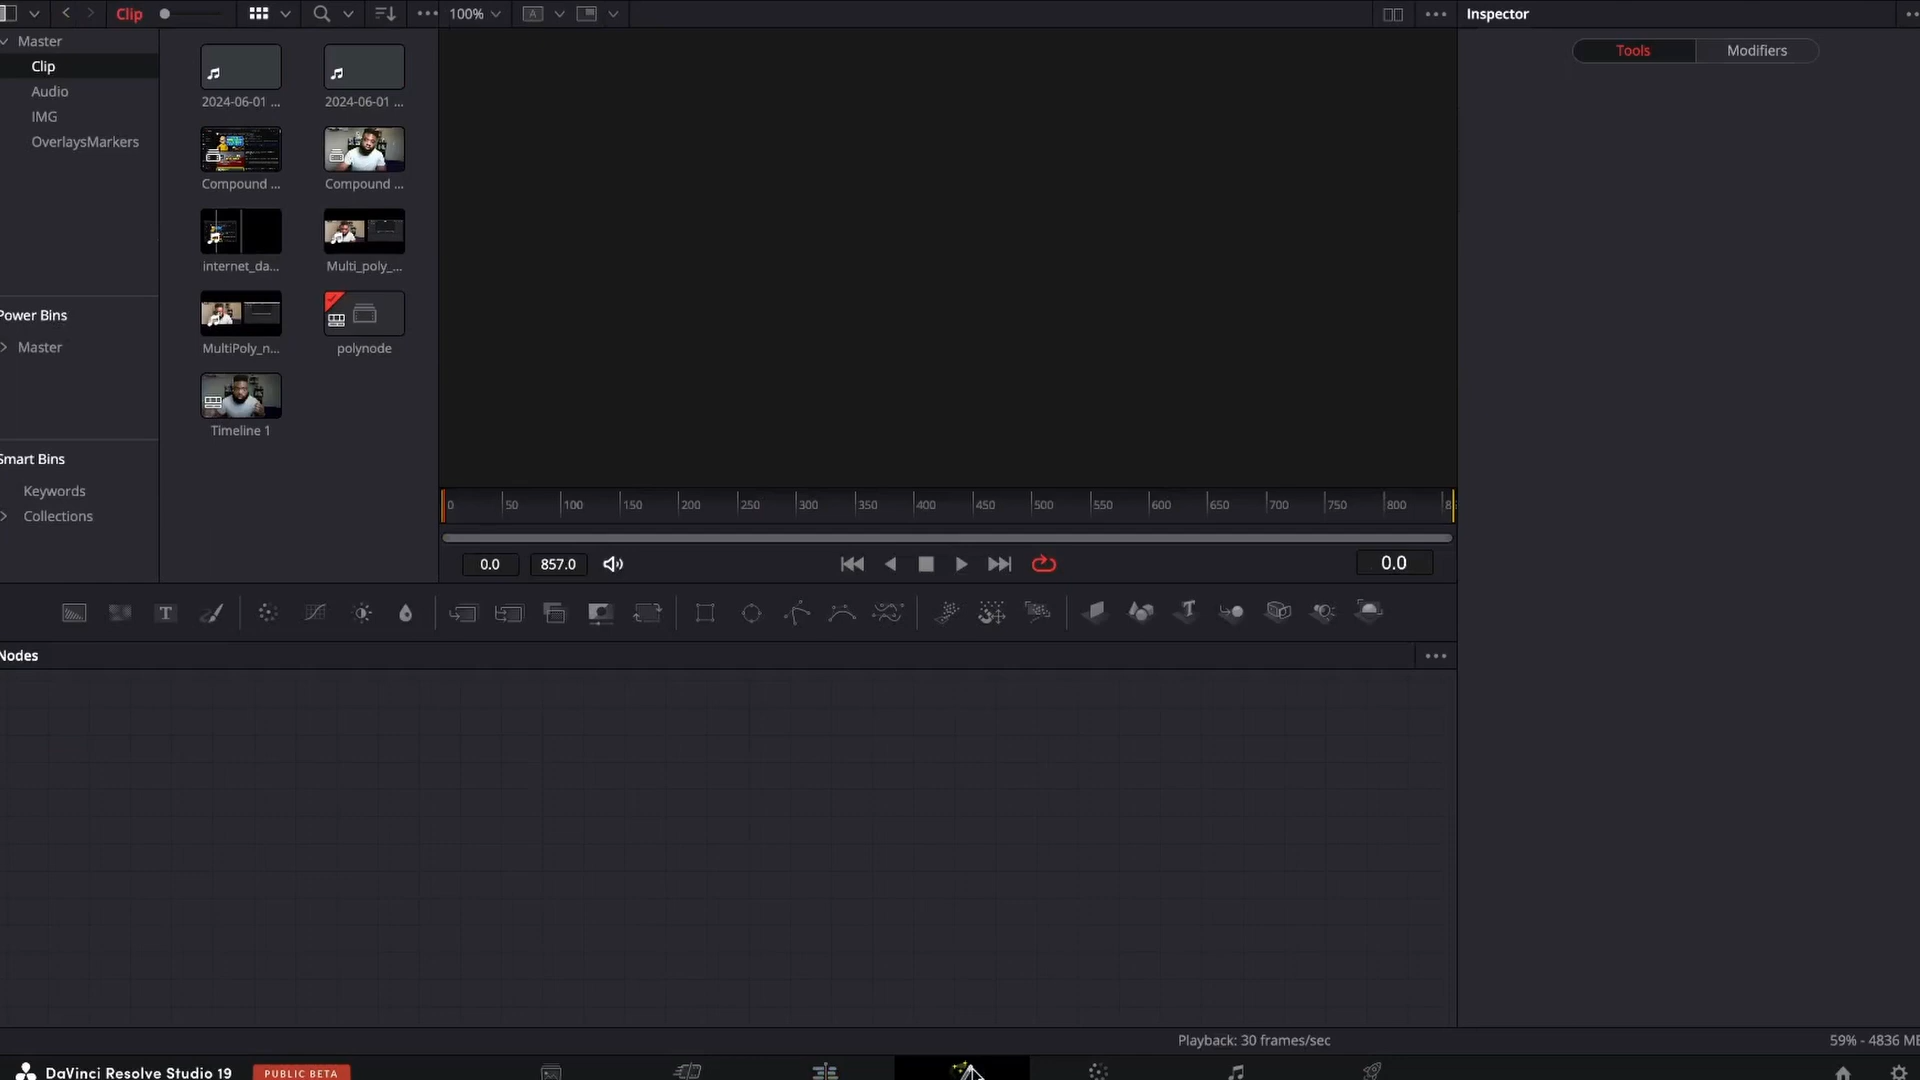 Clip
100%
A
Inspector
Master
Clip
Audio
IMG
OverlaysMarkers
Tools
Modifiers
2024-06-01 ...
2024-06-01 ...
Compound ...
Compound ...
internet_da...
Multi_poly_...
MultiPoly_n...
polynode
Timeline 1
Power Bins
Master
Smart Bins
Keywords
Collections
0 50 100 150 200 250 300 350 400 450 500 550 600 650 700 750 800
0.0 857.0 0.0
T T
Nodes
Playback: 30 frames/sec
59% - 4836 MB
DaVinci Resolve Studio 19
PUBLIC BETA